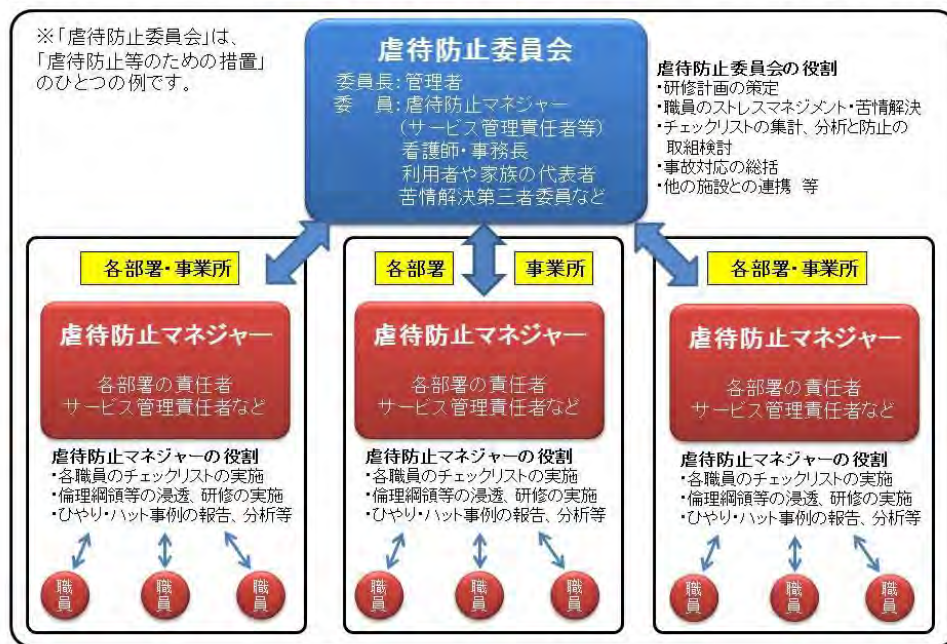 ※「虐待防止委員会」は、
「虐待防止等のための措置」
のひとつの例です。
虐待防止委員会
委員長:管理者
委　員:虐待防止マネジャー
（サービス管理責任者等）
看護師・事務長
利用者や家族の代表者
苦情解決第三者委員など
虐待防止委員会の役割
・研修計画の策定
・職員のストレスマネジメント・苦情解決
・チェックリストの集計、分析と防止の
取組検討
・事故対応の総括
・他の施設との連携 等
各部署・事業所
虐待防止マネジャー
各部署の責任者
サービス管理責任者など
虐待防止マネジャーの役割
・各職員のチェックリストの実施
・倫理綱領等の浸透、研修の実施
・ひやり・ハット事例の報告、分析等
職員
職員
職員
各部署
事業所
虐待防止マネジャー
各部署の責任者
サービス管理責任者など
虐待防止マネジャーの役割
・各職員のチェックリストの実施
・倫理綱領等の浸透、研修の実施
・ひやり・ハット事例の報告、分析等
職員
職員
職員
各部署・事業所
虐待防止マネジャー
各部署の責任者
サービス管理責任者など
虐待防止マネジャーの役割
・各職員のチェックリストの実施
・倫理綱領等の浸透、研修の実施
・ひやり・ハット事例の報告、分析等
職員
職員
職員